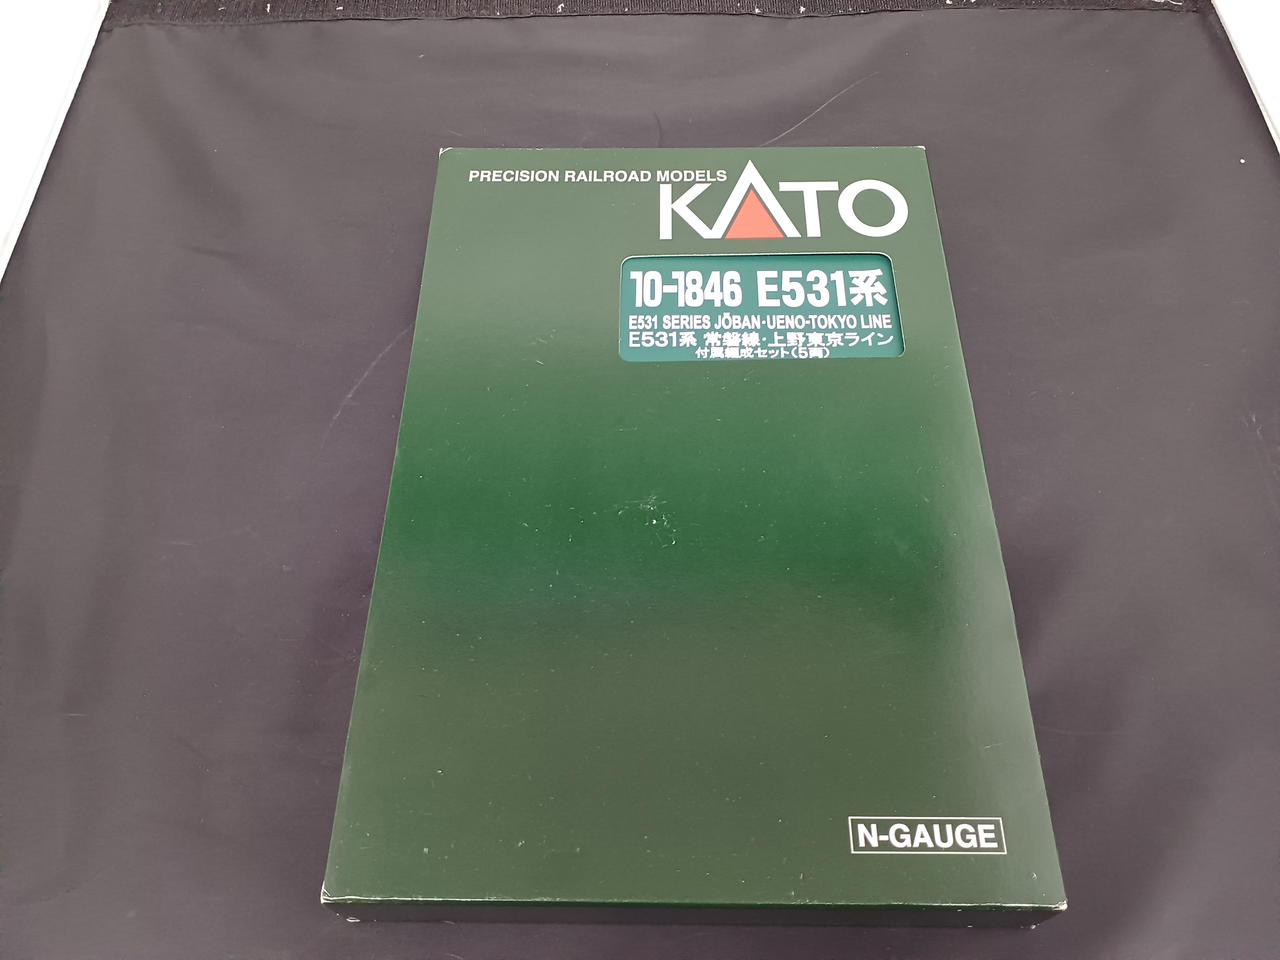 PRECISION RAILROAD MODELS
KATO
10-1846 E531系
E531 SERIES JŌBAN・UENO-TOKYO LINE
E531系 常磐線・上野東京ライン
付属編成セット(5両)
N-GAUGE